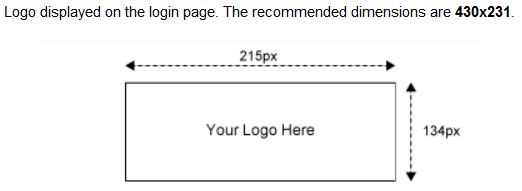 Logo displayed on the login page. The recommended dimensions are 430x231.
215px
Your Logo Here
134px